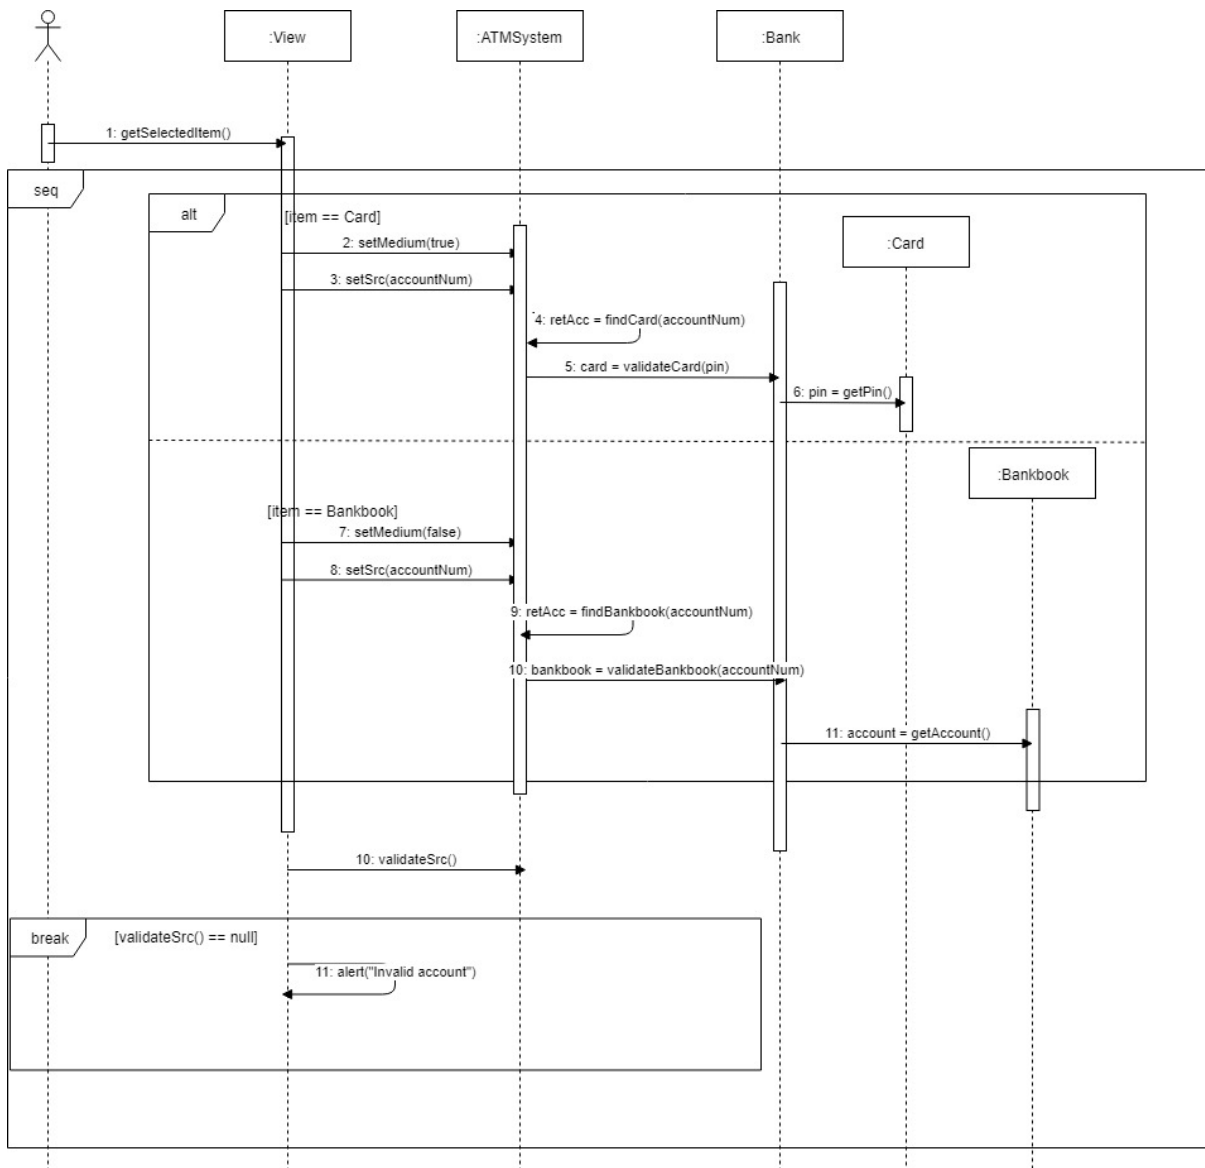 :View
:ATMSystem
:Bank
1: getSelectedItem()
seq
alt
[item == Card]
2: setMedium(true)
:Card
3: setSrc(accountNum)
4: retAcc = findCard(accountNum)
5: card = validateCard(pin)
6: pin = getPin()
:Bankbook
[item == Bankbook]
7: setMedium(false)
8: setSrc(accountNum)
9: retAcc = findBankbook(accountNum)
10: bankbook = validateBankbook(accountNum)
11: account = getAccount()
10: validateSrc()
break
[validateSrc() == null]
11: alert("Invalid account")